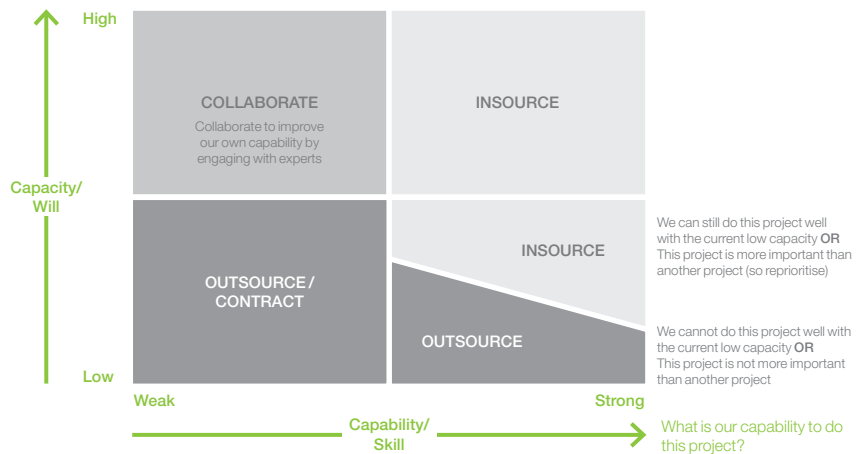 High
COLLABORATE
Collaborate to improve
our own capability by
engaging with experts
INSOURCE
Capacity/
Will
OUTSOURCE /
CONTRACT
INSOURCE
We can still do this project well
with the current low capacity OR
This project is more important than
another project (so reprioritise)
OUTSOURCE
We cannot do this project well with
the current low capacity OR
This project is not more important
than another project
Low
Weak
Strong
Capability/
Skill
What is our capability to do
this project?